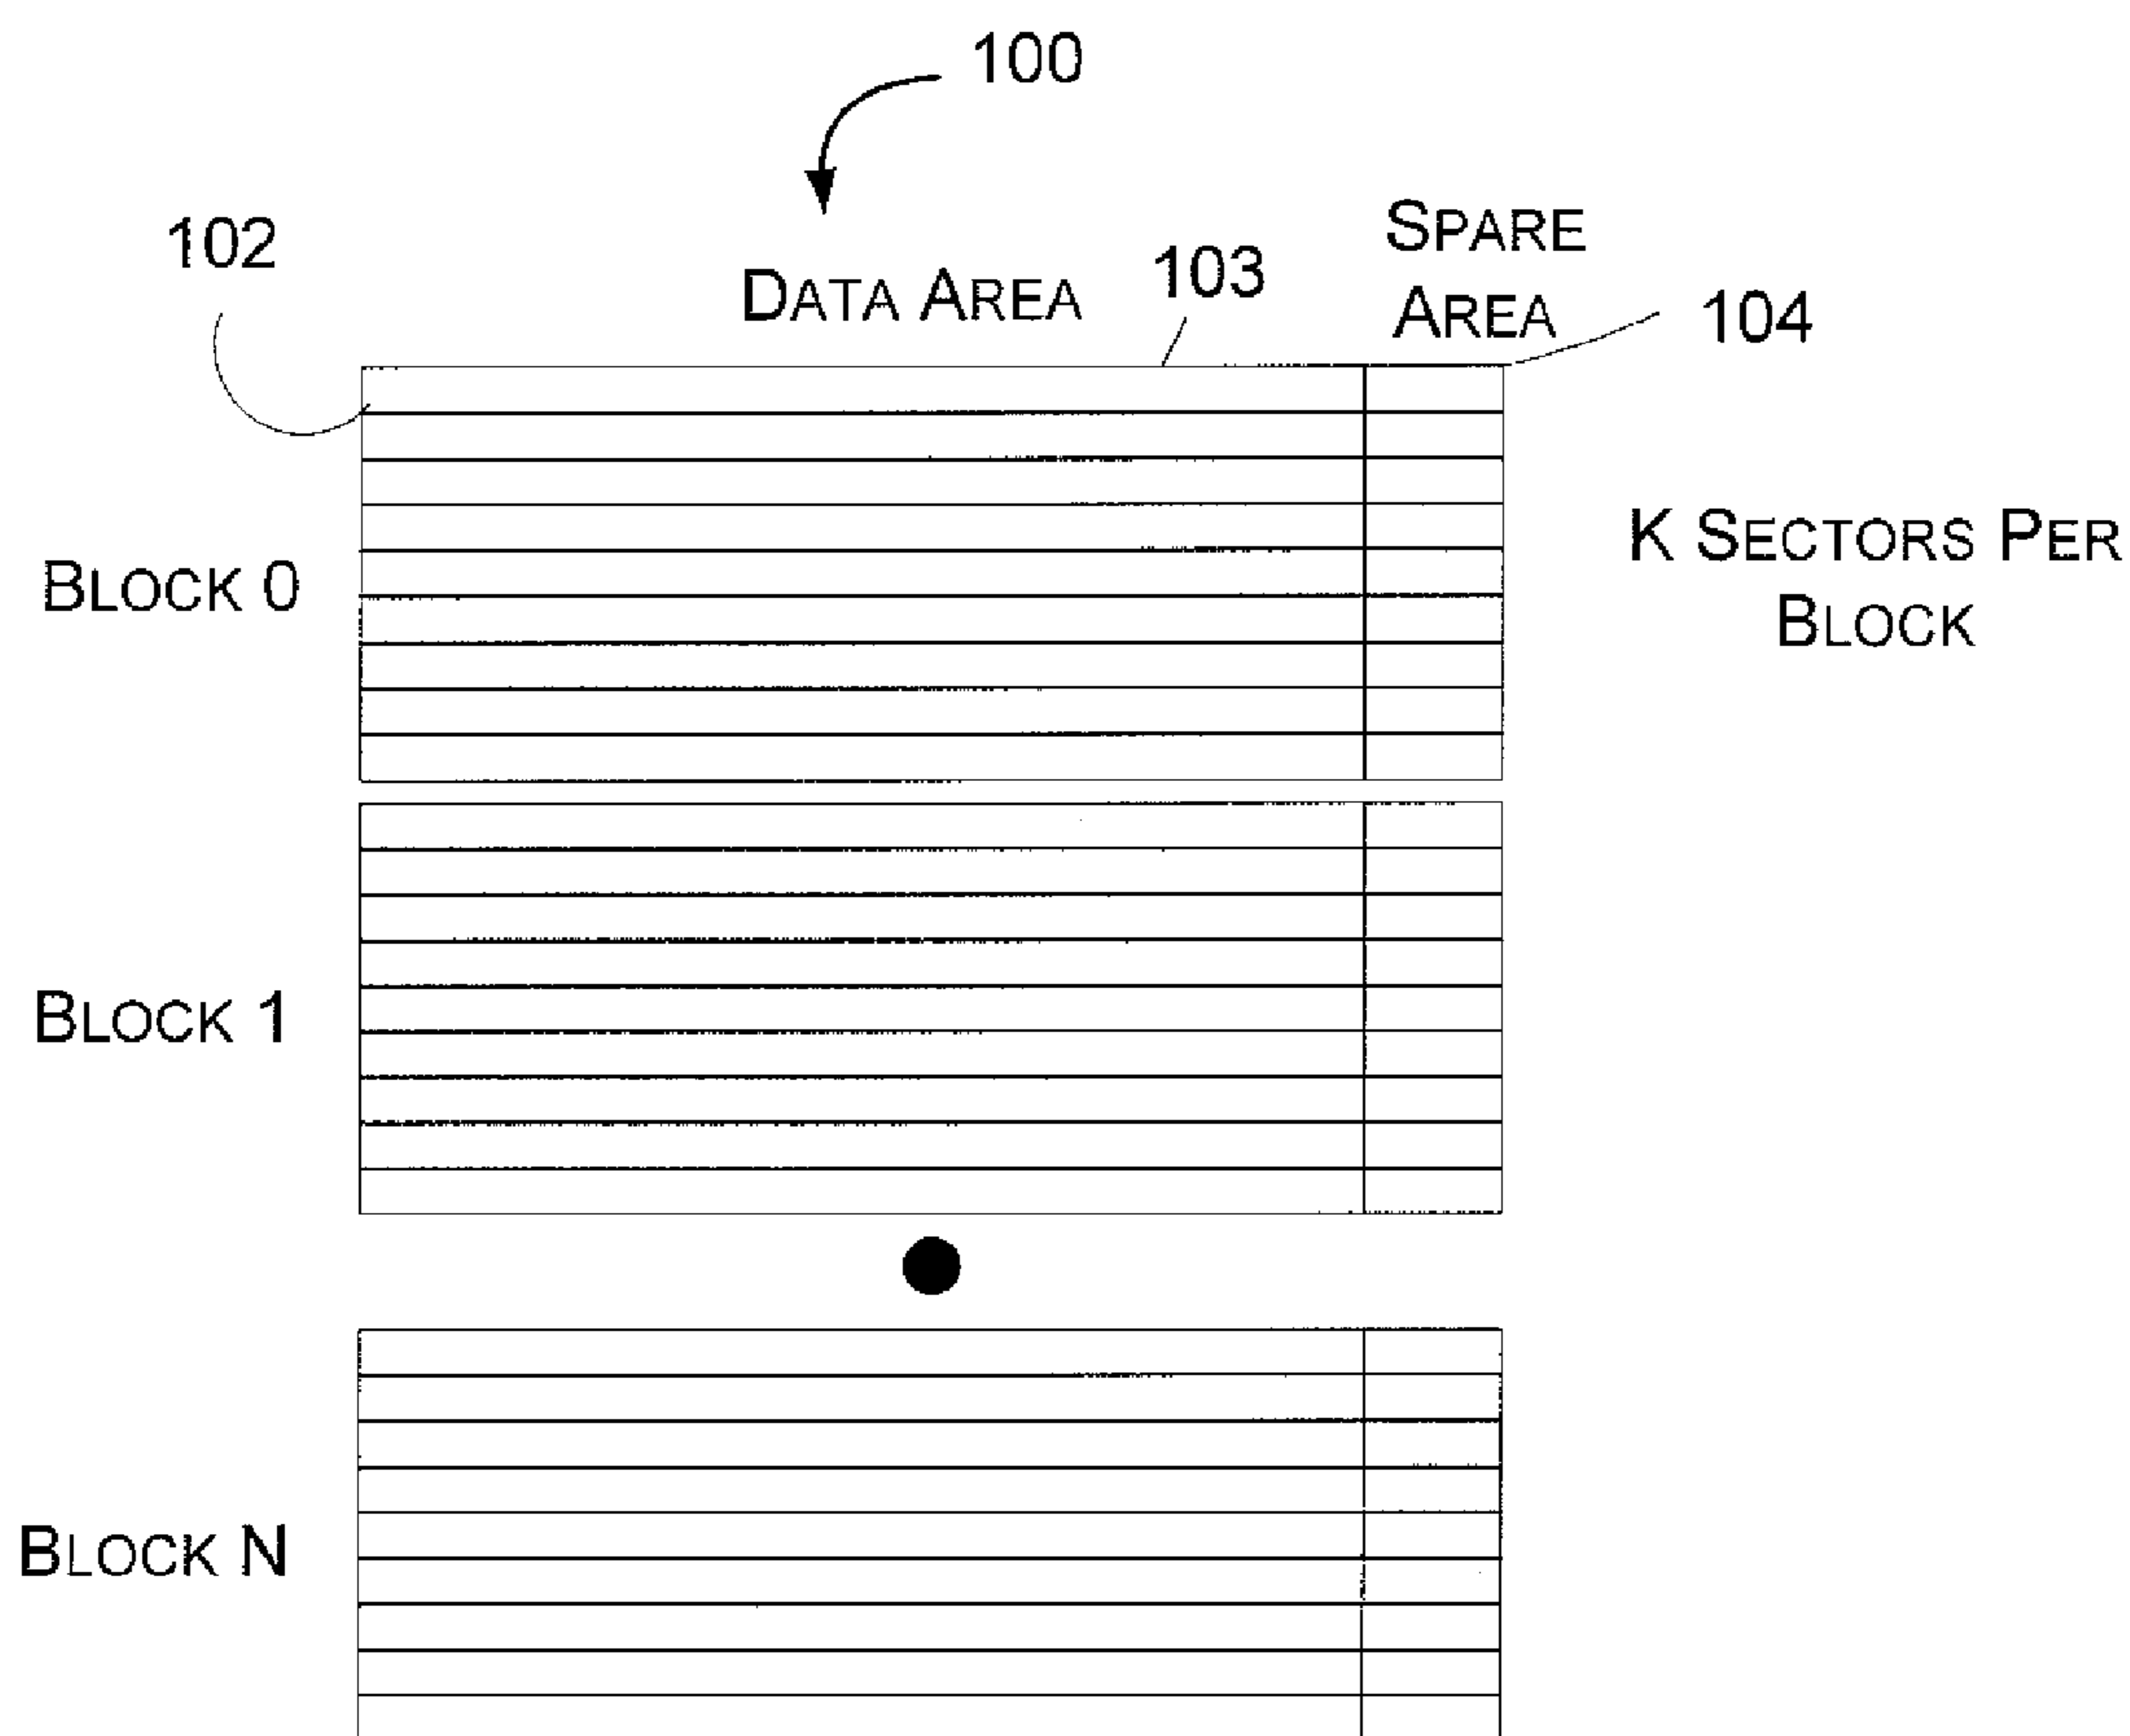 100
102
DATA AREA
103
SPARE
AREA
104
BLOCK 0
K SECTORS PER
BLOCK
BLOCK 1
BLOCK N